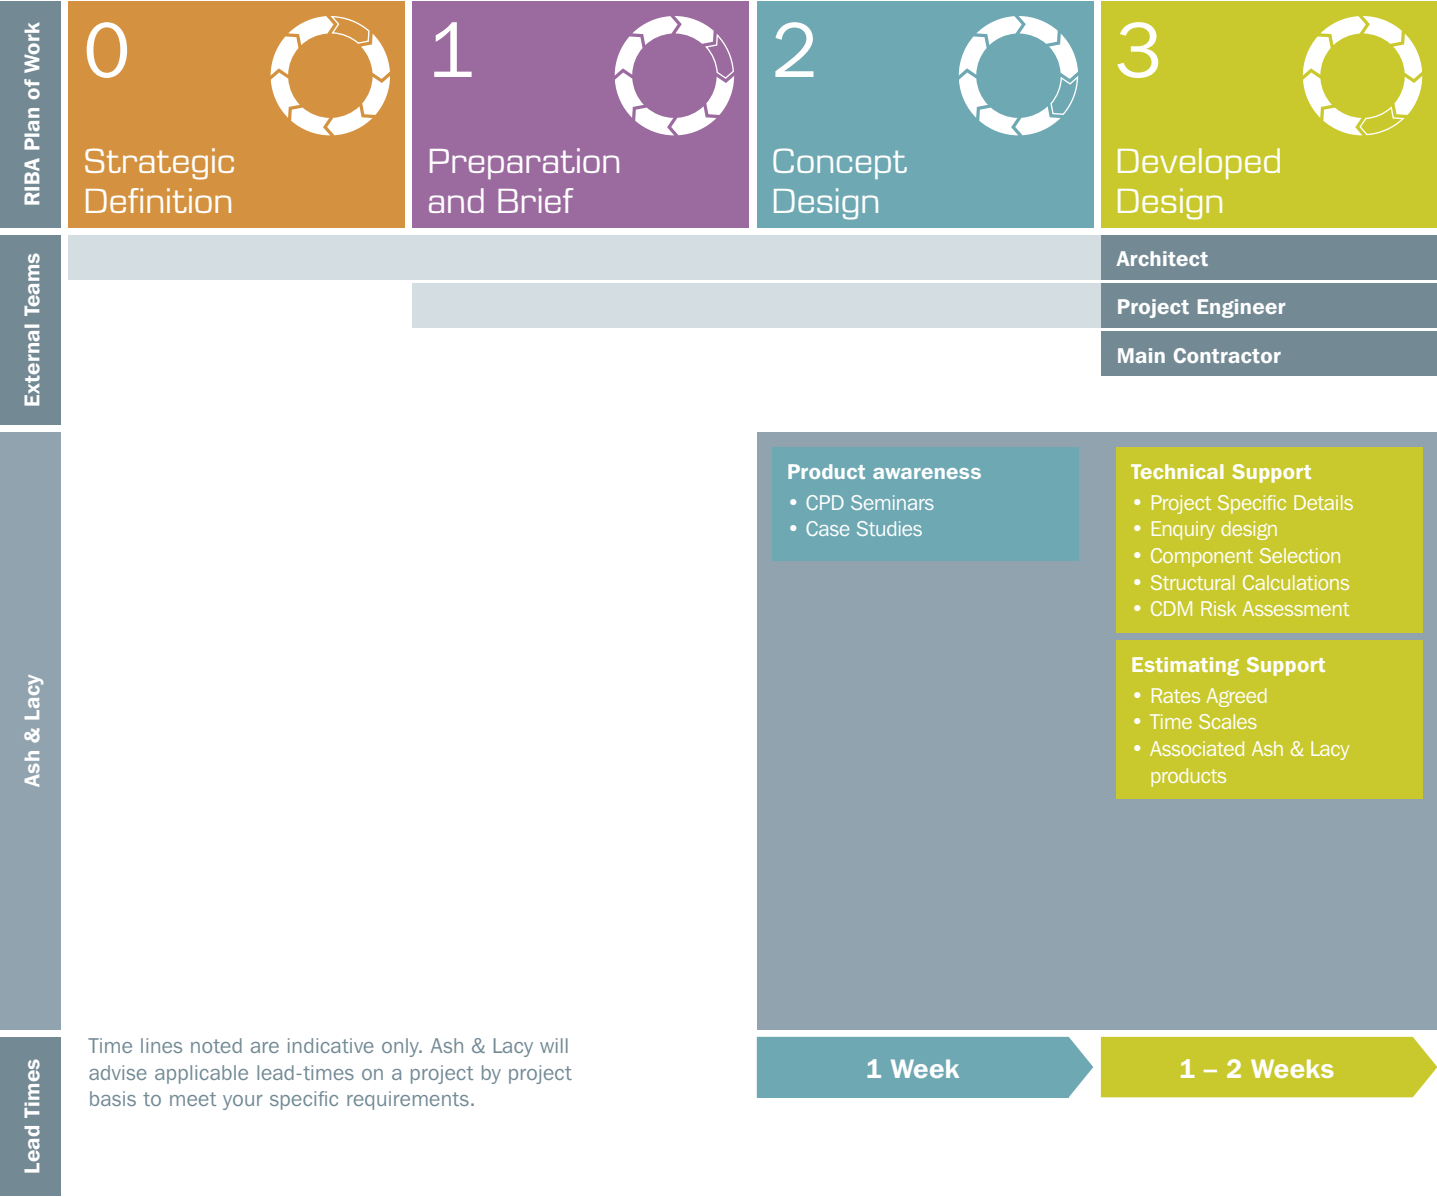 RIBA Plan of Work
0
Strategic
Definition
1
Preparation
and Brief
2
Concept
Design
3
Developed
Design
External Teams
Architect
Project Engineer
Main Contractor
Ash & Lacy
Product awareness
• CPD Seminars
• Case Studies
Technical Support
• Project Specific Details
• Enquiry design
• Component Selection
• Structural Calculations
• CDM Risk Assessment
Estimating Support
• Rates Agreed
• Time Scales
• Associated Ash & Lacy
products
Lead Times
Time lines noted are indicative only. Ash & Lacy will
advise applicable lead-times on a project by project
basis to meet your specific requirements.
1 Week
1 – 2 Weeks